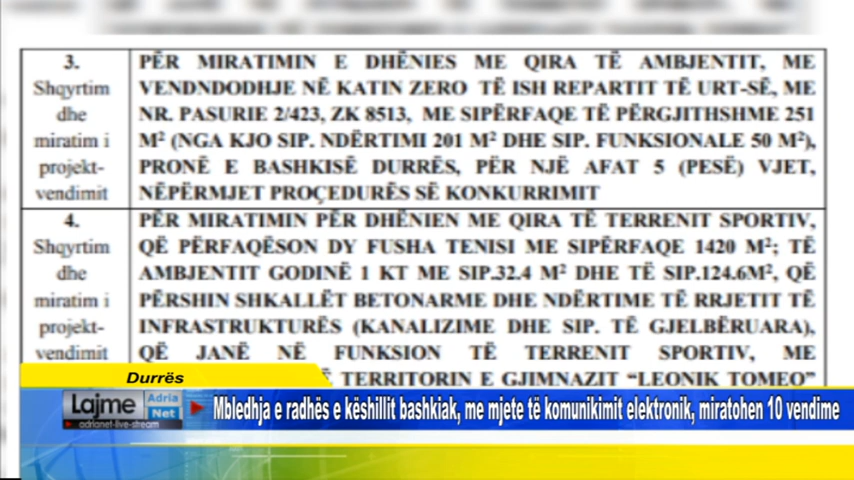 3.
Shqyrtim
dhe
miratim i
projekt-
vendimit
PËR MIRATIMIN E DHËNIES ME QIRA TË AMBJENTIT, ME
VENDNDODHJE NË KATIN ZERO TË ISH REPARTIT TË URT-SË, ME
NR. PASURIE 2/423, ZK 8513, ME SIPËRFAQE TË PËRGJITHSHME 251
M² (NGA KJO SIP. NDËRTIMI 201 M² DHE SIP. FUNKSIONALE 50 M²),
PRONË E BASHKISË DURRËS, PËR NJË AFAT 5 (PESË) VJET,
NËPËRMJET PROÇEDURËS SË KONKURRIMIT
4.
Shqyrtim
dhe
miratim i
projekt-
vendimit
PËR MIRATIMIN PËR DHËNIEN ME QIRA TË TERRENIT SPORTIV,
QË PËRFAQËSON DY FUSHA TENISI ME SIPËRFAQE 1420 M²; TË
AMBJENTIT GODINË 1 KT ME SIP.32.4 M² DHE TË SIP.124.6M², QË
PËRSHIN SHKALLËT BETONARME DHE NDËRTIME TË RRJETIT TË
INFRASTRUKTURËS (KANALIZIME DHE SIP. TË GJELBËRUARA),
QË JANË NË FUNKSION TË TERRENIT SPORTIV, ME
TERRITORIN E GJIMNAZIT “LEONIK TOMEO”
Durrës
Lajme Adria Net
adrianet-live-stream
Mbledhja e radhës e këshillit bashkiak, me mjete të komunikimit elektronik, miratohen 10 vendime